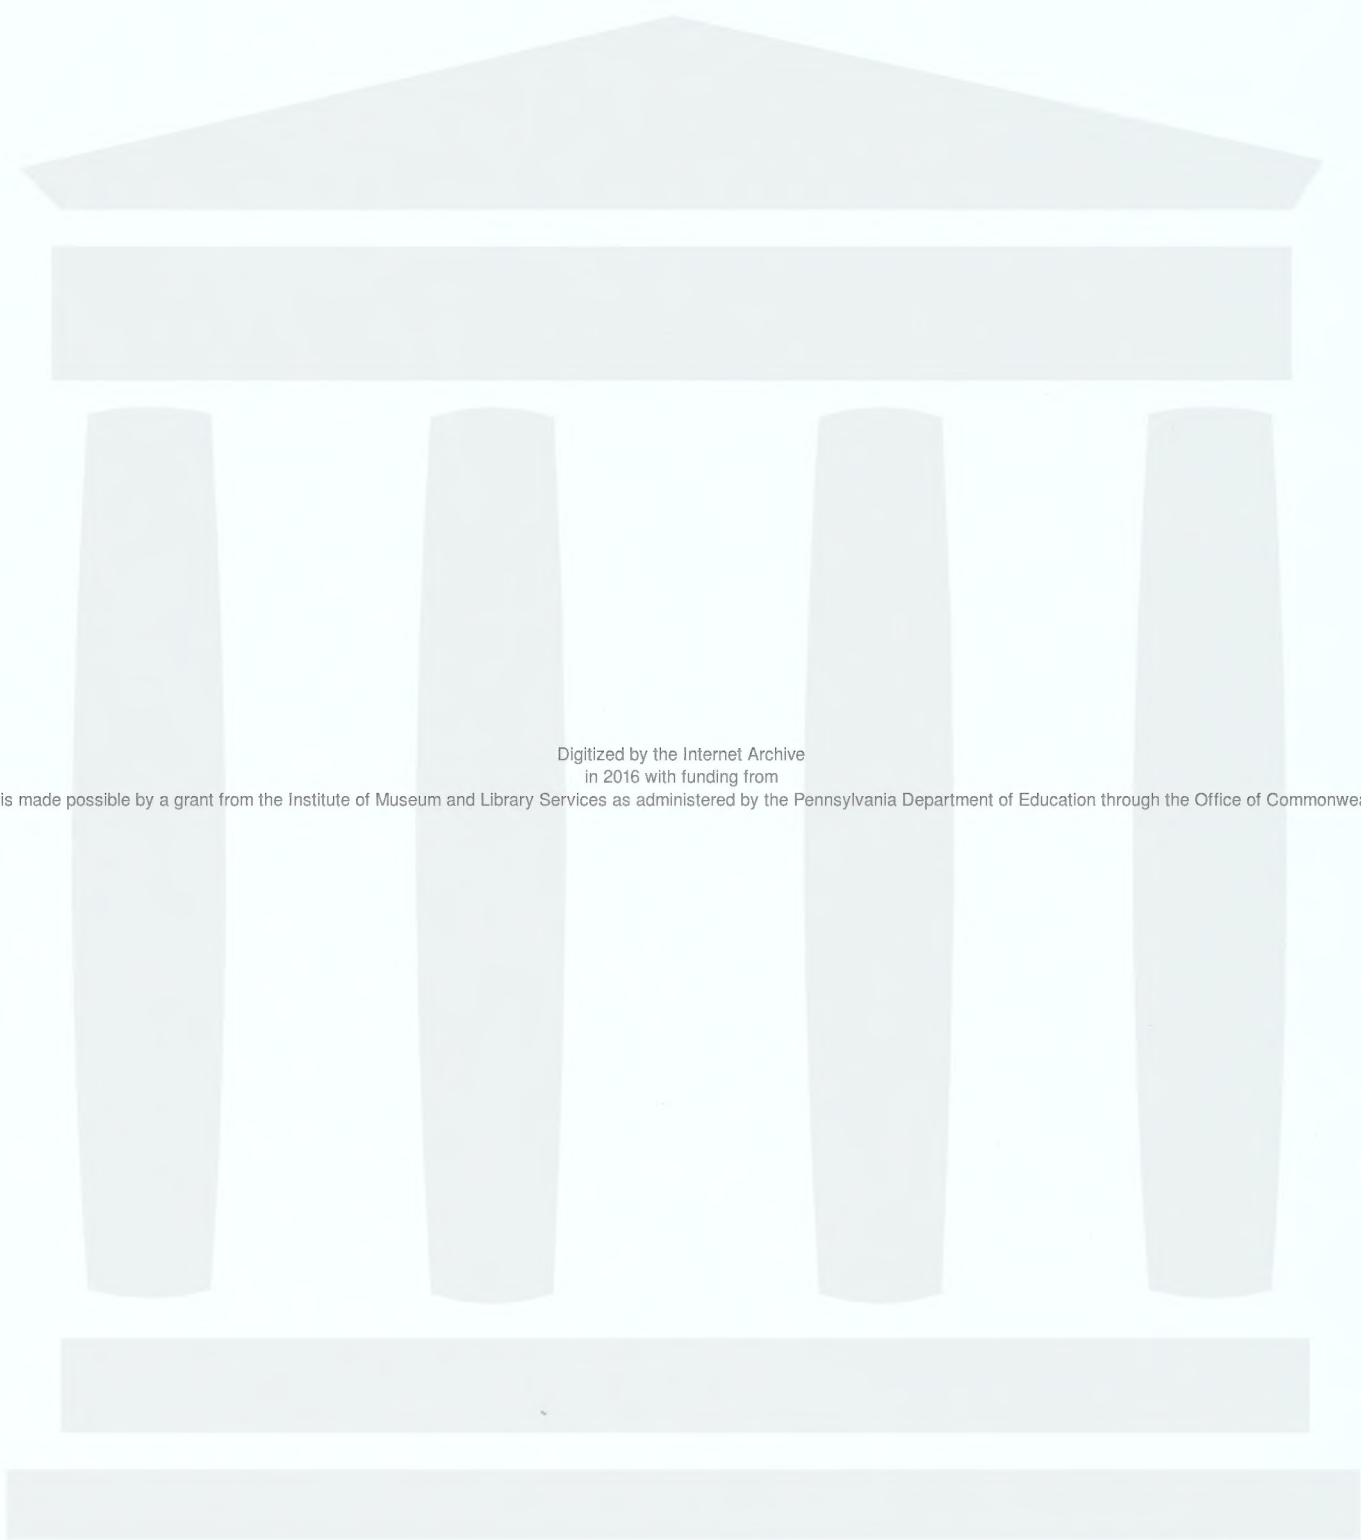 Digitized by the Internet Archive
in 2016 with funding from
is made possible by a grant from the Institute of Museum and Library Services as administered by the Pennsylvania Department of Education through the Office of